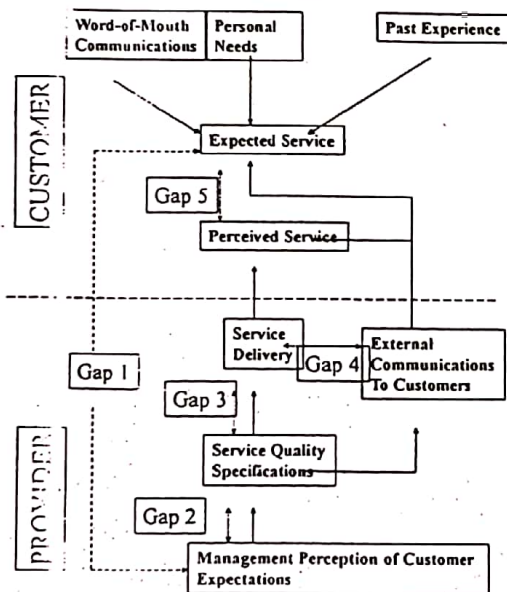 Word-of-Mouth
Communications
Personal
Needs
Past Experience
CUSTOMER
Expected Service
Gap 5
Perceived Service
Service
Delivery
Gap 4
External
Communications
To Customers
Gap 1
Gap 3
PROVIDER
Service Quality
Specifications
Gap 2
Management Perception of Customer
Expectations